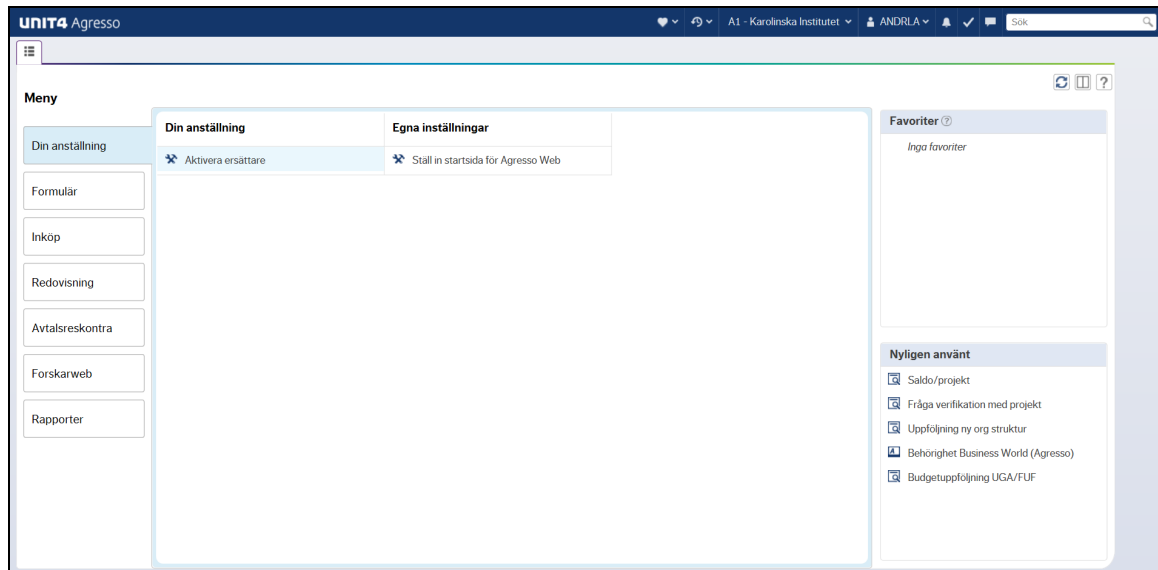 UNIT4 Agresso
A1 - Karolinska Institutet
ANDRLA
Sök
Meny
Din anställning
Formulär
Inköp
Redovisning
Avtalsreskontra
Forskarweb
Rapporter
Din anställning
Egna inställningar
Aktivera ersättare
Ställ in startsida för Agresso Web
?
Favoriter ?
Inga favoriter
Nyligen använt
Saldo/projekt
Fråga verifikation med projekt
Uppföljning ny org struktur
Behörighet Business World (Agresso)
Budgetuppföljning UGA/FUF